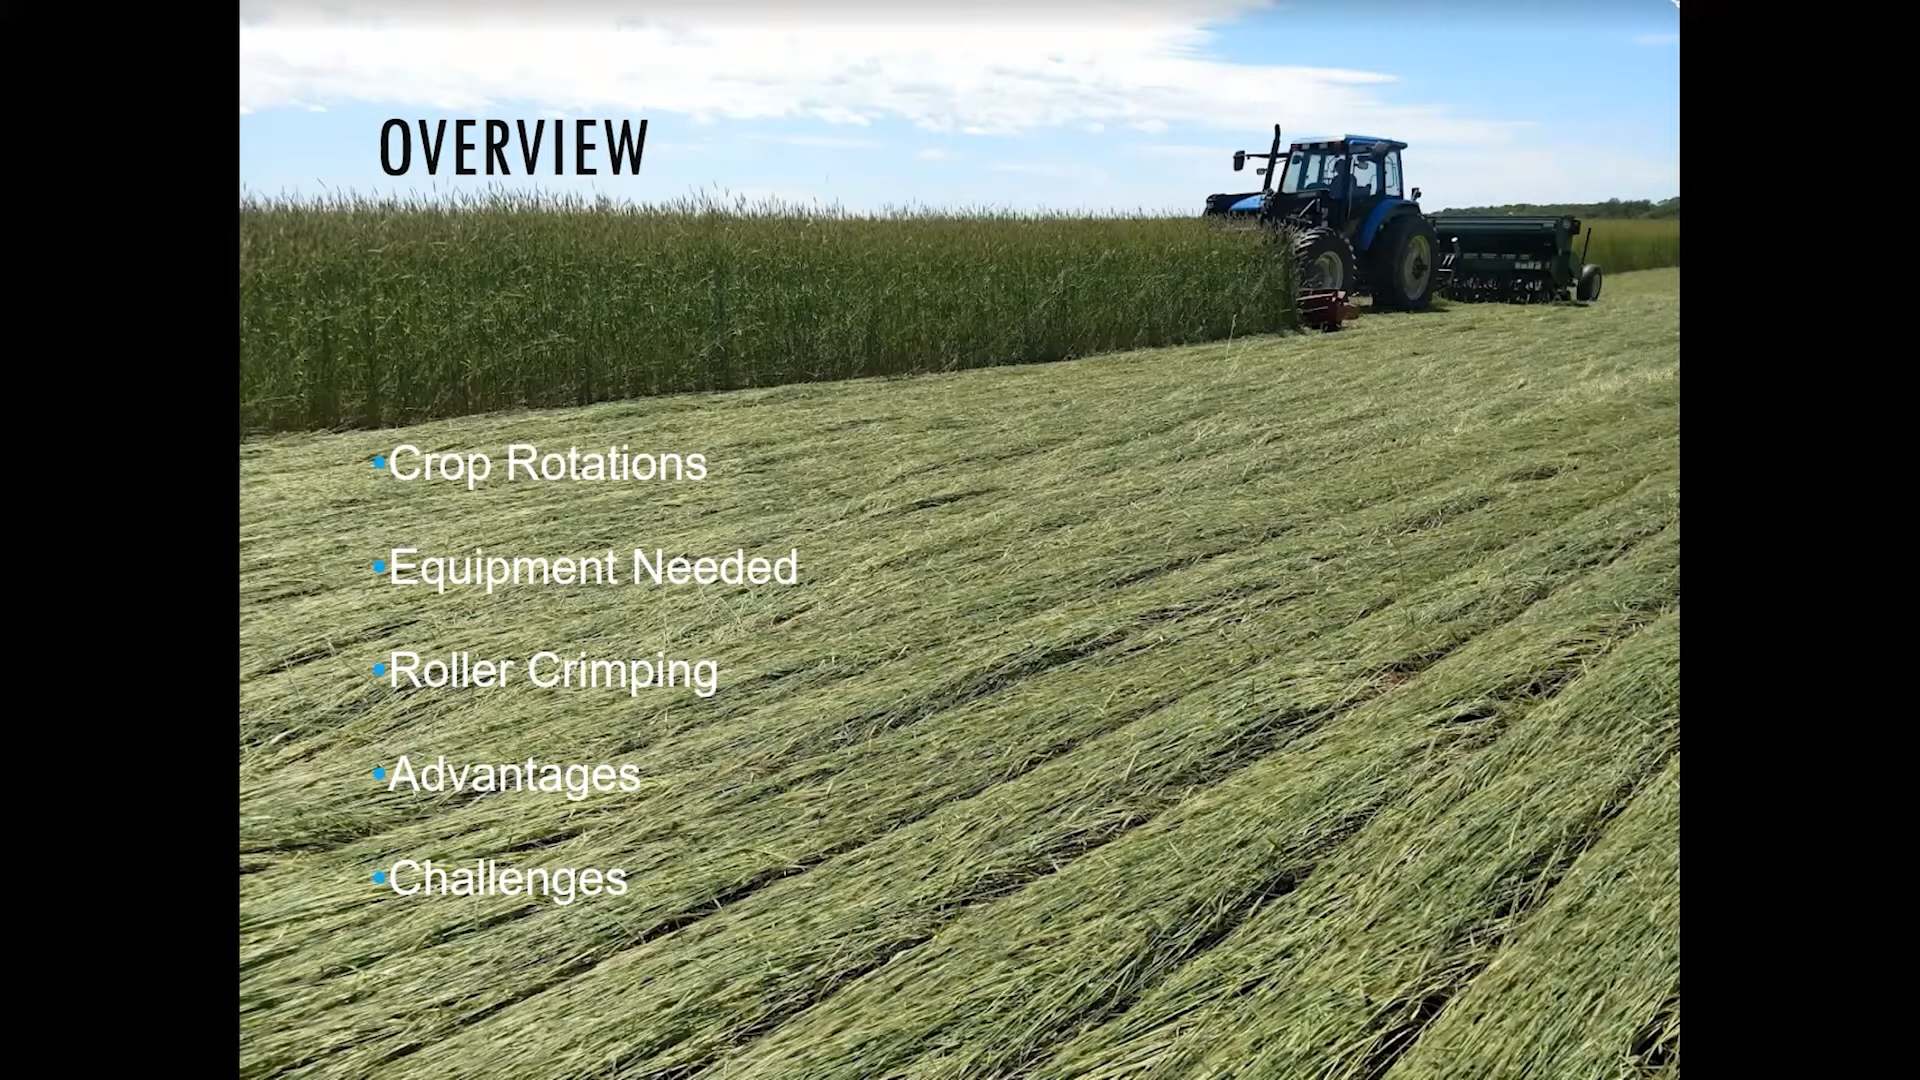 OVERVIEW
•Crop Rotations
•Equipment Needed
•Roller Crimping
•Advantages
•Challenges